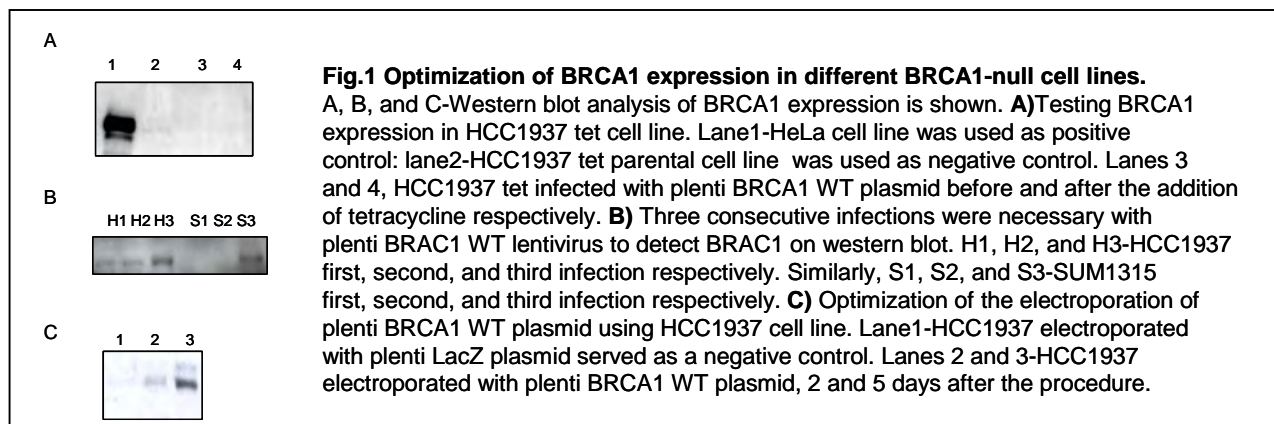 A
1 2 3 4
B
H1 H2 H3 S1 S2 S3
C
1 2 3
Fig.1 Optimization of BRCA1 expression in different BRCA1-null cell lines.
A, B, and C-Western blot analysis of BRCA1 expression is shown. A)Testing BRCA1
expression in HCC1937 tet cell line. Lane1-HeLa cell line was used as positive
control: lane2-HCC1937 tet parental cell line was used as negative control. Lanes 3
and 4, HCC1937 tet infected with plenti BRCA1 WT plasmid before and after the addition
of tetracycline respectively. B) Three consecutive infections were necessary with
plenti BRAC1 WT lentivirus to detect BRAC1 on western blot. H1, H2, and H3-HCC1937
first, second, and third infection respectively. Similarly, S1, S2, and S3-SUM1315
first, second, and third infection respectively. C) Optimization of the electroporation of
plenti BRCA1 WT plasmid using HCC1937 cell line. Lane1-HCC1937 electroporated
with plenti LacZ plasmid served as a negative control. Lanes 2 and 3-HCC1937
electroporated with plenti BRCA1 WT plasmid, 2 and 5 days after the procedure.